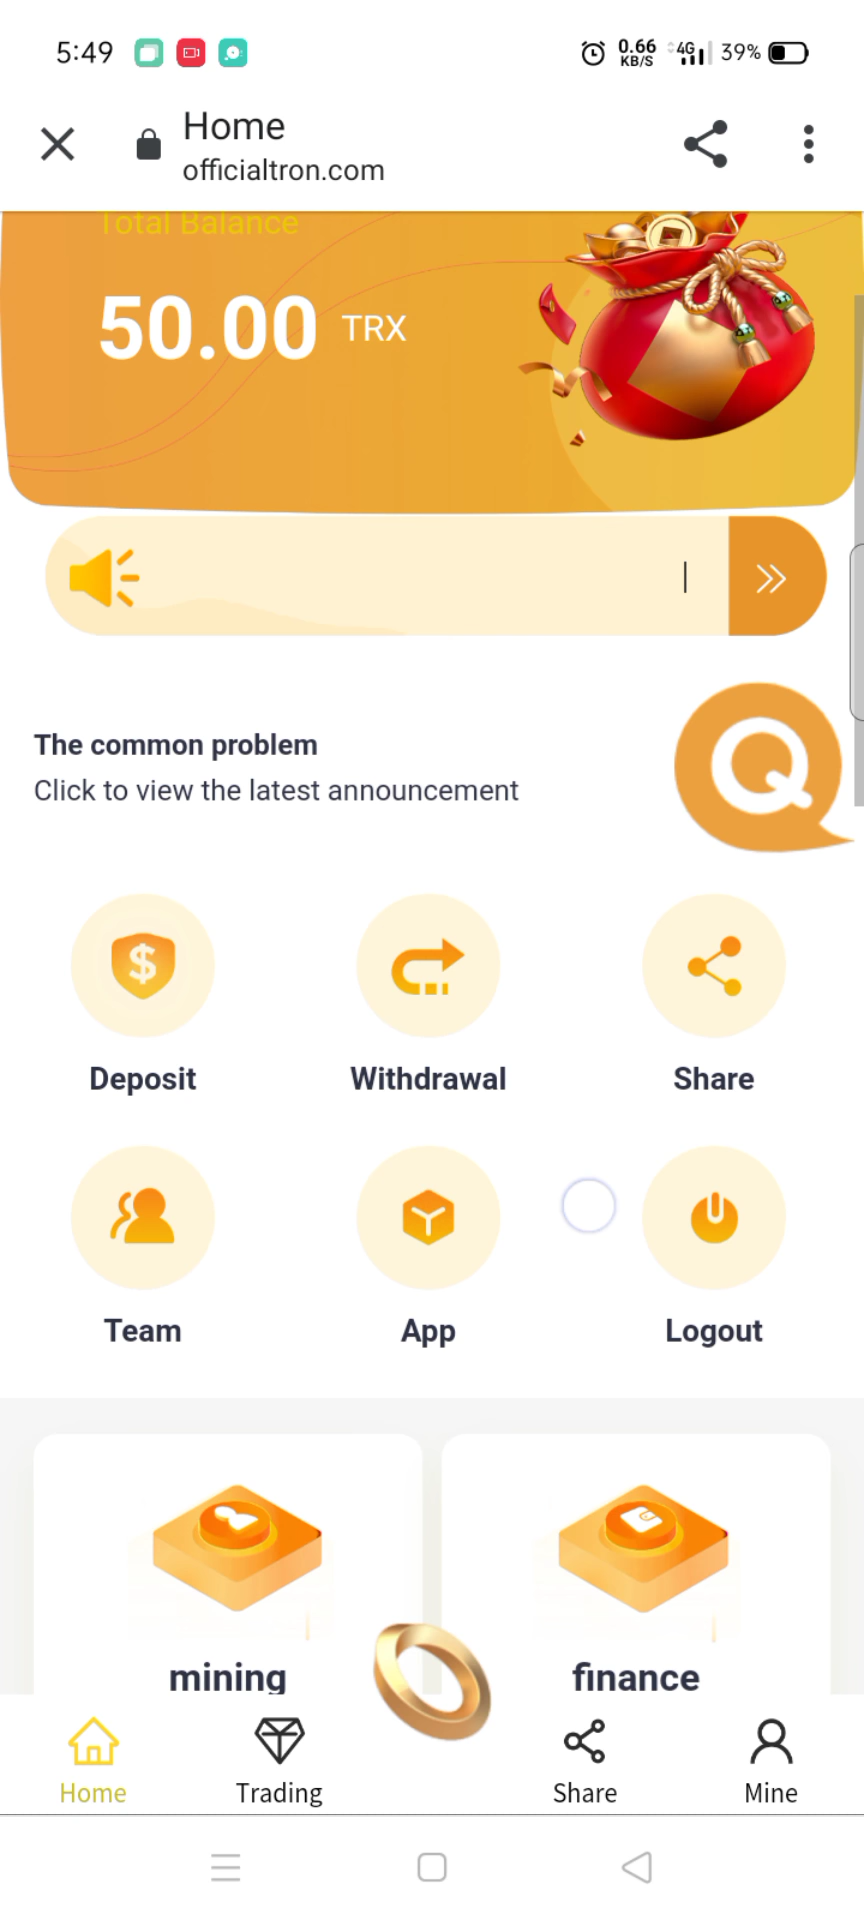 5:49
0.66
KB/S
4G
39%
Home
officialtron.com
Total Balance
50.00 TRX
The common problem
Click to view the latest announcement
Deposit
Withdrawal
Share
Team
App
Logout
mining
finance
Home
Trading
Share
Mine